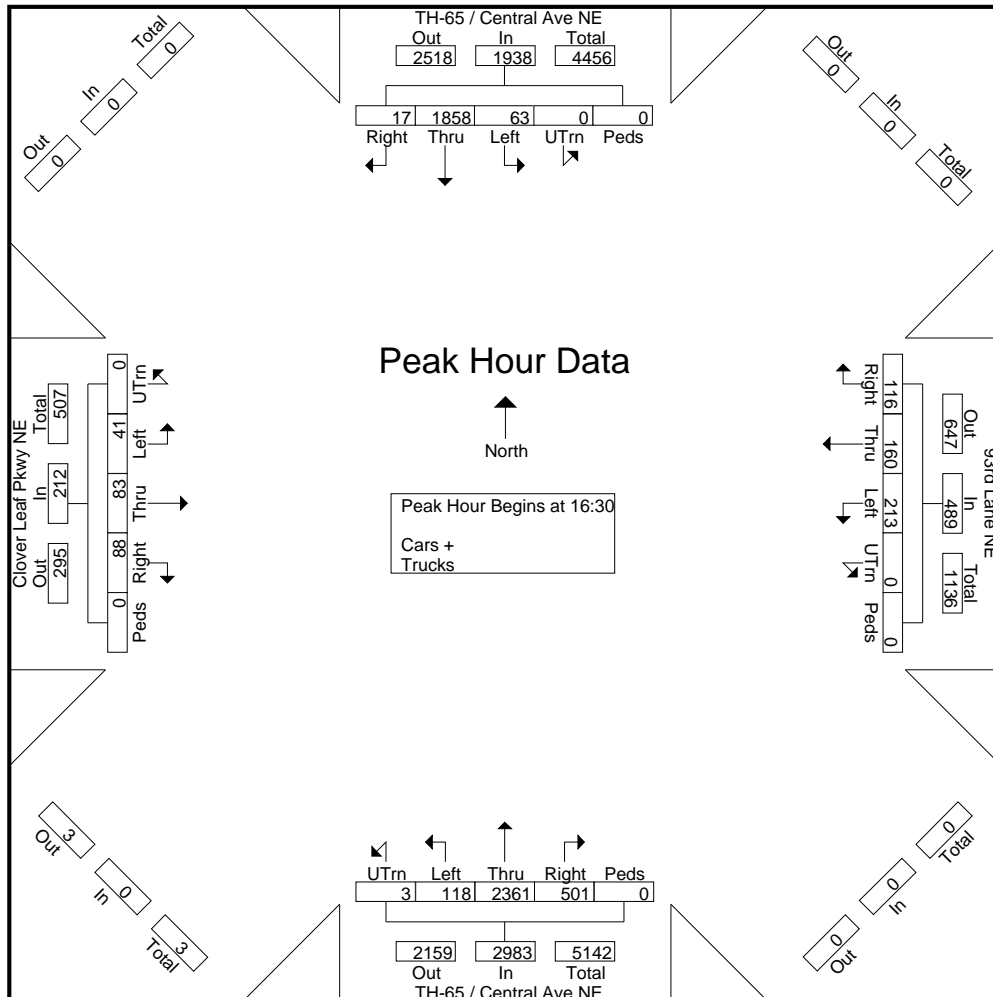 TH-65 / Central Ave NE
Out In Total
2518 1938 4456
17 1858 63 0 0
Right Thru Left UTrn Peds
Total
0
In
0
Out
0
Out
0
In
0
Total
0
Clover Leaf Pkwy NE
Total In Out
507 212 295
0 41 83 88 0
UTrn Left Thru Right Peds
Peak Hour Data
North
Peak Hour Begins at 16:30
Cars +
Trucks
Right Thru Left UTrn Peds
116 160 213 0 0
647 489 1136
Out In Total
93rd Lane NE
3
Out
0
In
3
Total
0
Total
0
In
0
Out
UTrn Left Thru Right Peds
3 118 2361 501 0
2159 2983 5142
Out In Total
TH-65 / Central Ave NE